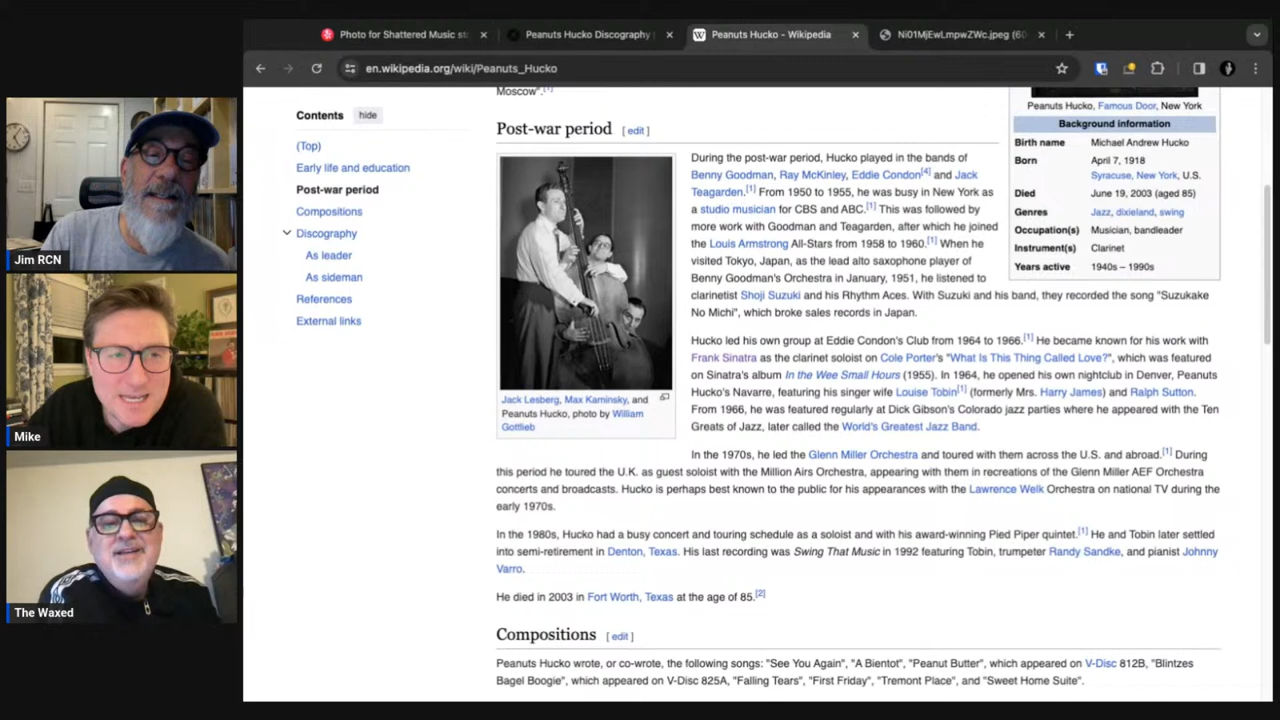 Photo for Shattered Music st
Peanuts Hucko Discography
Peanuts Hucko - Wikipedia
Ni01MjEwLmpwZWc.jpeg (60
en.wikipedia.org/wiki/Peanuts_Hucko
Jim RCN
Mike
The Waxed
Contents hide
(Top)
Early life and education
Post-war period
Compositions
Discography
As leader
As sideman
References
External links
Moscow".[1]
Post-war period [ edit ]
Jack Lesberg, Max Kaminsky, and
Peanuts Hucko, photo by William
Gottlieb
During the post-war period, Hucko played in the bands of
Benny Goodman, Ray McKinley, Eddie Condon[4] and Jack
Teagarden.[1] From 1950 to 1955, he was busy in New York as
a studio musician for CBS and ABC.[1] This was followed by
more work with Goodman and Teagarden, after which he joined
the Louis Armstrong All-Stars from 1958 to 1960.[1] When he
visited Tokyo, Japan, as the lead alto saxophone player of
Benny Goodman's Orchestra in January, 1951, he listened to
clarinetist Shoji Suzuki and his Rhythm Aces. With Suzuki and his band, they recorded the song "Suzukake
No Michi", which broke sales records in Japan.
Hucko led his own group at Eddie Condon's Club from 1964 to 1966.[1] He became known for his work with
Frank Sinatra as the clarinet soloist on Cole Porter's "What Is This Thing Called Love?", which was featured
on Sinatra's album In the Wee Small Hours (1955). In 1964, he opened his own nightclub in Denver, Peanuts
Hucko's Navarre, featuring his singer wife Louise Tobin[1] (formerly Mrs. Harry James) and Ralph Sutton.
From 1966, he was featured regularly at Dick Gibson's Colorado jazz parties where he appeared with the Ten
Greats of Jazz, later called the World's Greatest Jazz Band.
In the 1970s, he led the Glenn Miller Orchestra and toured with them across the U.S. and abroad.[1] During
this period he toured the U.K. as guest soloist with the Million Airs Orchestra, appearing with them in recreations of the Glenn Miller AEF Orchestra
concerts and broadcasts. Hucko is perhaps best known to the public for his appearances with the Lawrence Welk Orchestra on national TV during the
early 1970s.
In the 1980s, Hucko had a busy concert and touring schedule as a soloist and with his award-winning Pied Piper quintet.[1] He and Tobin later settled
into semi-retirement in Denton, Texas. His last recording was Swing That Music in 1992 featuring Tobin, trumpeter Randy Sandke, and pianist Johnny
Varro.
He died in 2003 in Fort Worth, Texas at the age of 85.[2]
Compositions [ edit ]
Peanuts Hucko wrote, or co-wrote, the following songs: "See You Again", "A Bientot", "Peanut Butter", which appeared on V-Disc 812B, "Blintzes
Bagel Boogie", which appeared on V-Disc 825A, "Falling Tears", "First Friday", "Tremont Place", and "Sweet Home Suite".
Peanuts Hucko, Famous Door, New York
Background information
Birth name Michael Andrew Hucko
Born April 7, 1918
Syracuse, New York, U.S.
Died June 19, 2003 (aged 85)
Genres Jazz, dixieland, swing
Occupation(s) Musician, bandleader
Instrument(s) Clarinet
Years active 1940s – 1990s